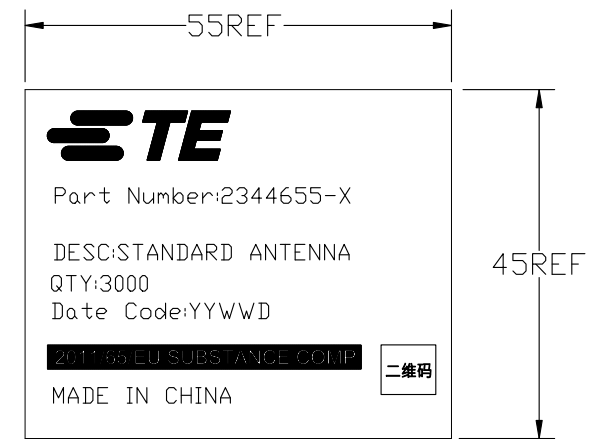 55REF
TE
Part Number:2344655-X
DESC:STANDARD ANTENNA
45REF
QTY:3000
Date Code:YYWWD
2011/65 EU SUBSTANCE COMP
二维码
MADE IN CHINA